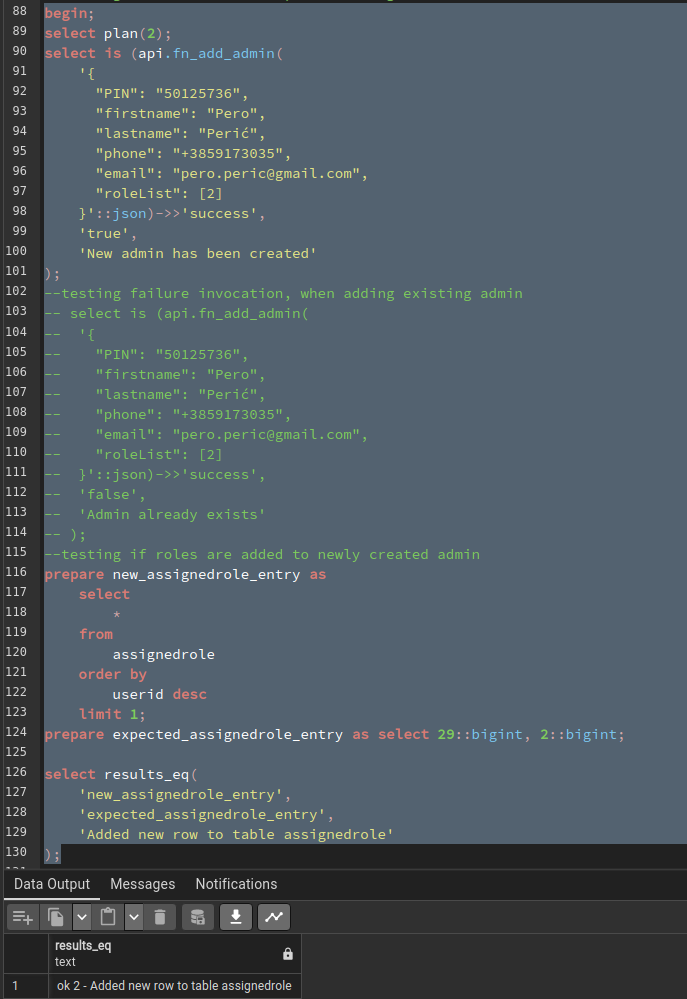 88 begin;
89 select plan(2);
90 select is (api.fn_add_admin(
91     '{
92       "PIN": "50125736",
93       "firstname": "Pero",
94       "lastname": "Perić",
95       "phone": "+3859173035",
96       "email": "pero.peric@gmail.com",
97       "roleList": [2]
98     }'::json)->>'success',
99     'true',
100     'New admin has been created'
101 );
102 --testing failure invocation, when adding existing admin
103 -- select is (api.fn_add_admin(
104 --  '{
105 --    "PIN": "50125736",
106 --    "firstname": "Pero",
107 --    "lastname": "Perić",
108 --    "phone": "+3859173035",
109 --    "email": "pero.peric@gmail.com",
110 --    "roleList": [2]
111 --  }'::json)->>'success',
112 --  'false',
113 --  'Admin already exists'
114 -- );
115 --testing if roles are added to newly created admin
116 prepare new_assignedrole_entry as
117     select
118         *
119     from
120         assignedrole
121     order by
122         userid desc
123     limit 1;
124 prepare expected_assignedrole_entry as select 29::bigint, 2::bigint;
125
126 select results_eq(
127     'new_assignedrole_entry',
128     'expected_assignedrole_entry',
129     'Added new row to table assignedrole'
130 );
Data Output Messages Notifications
results_eq
text
1 ok 2 - Added new row to table assignedrole